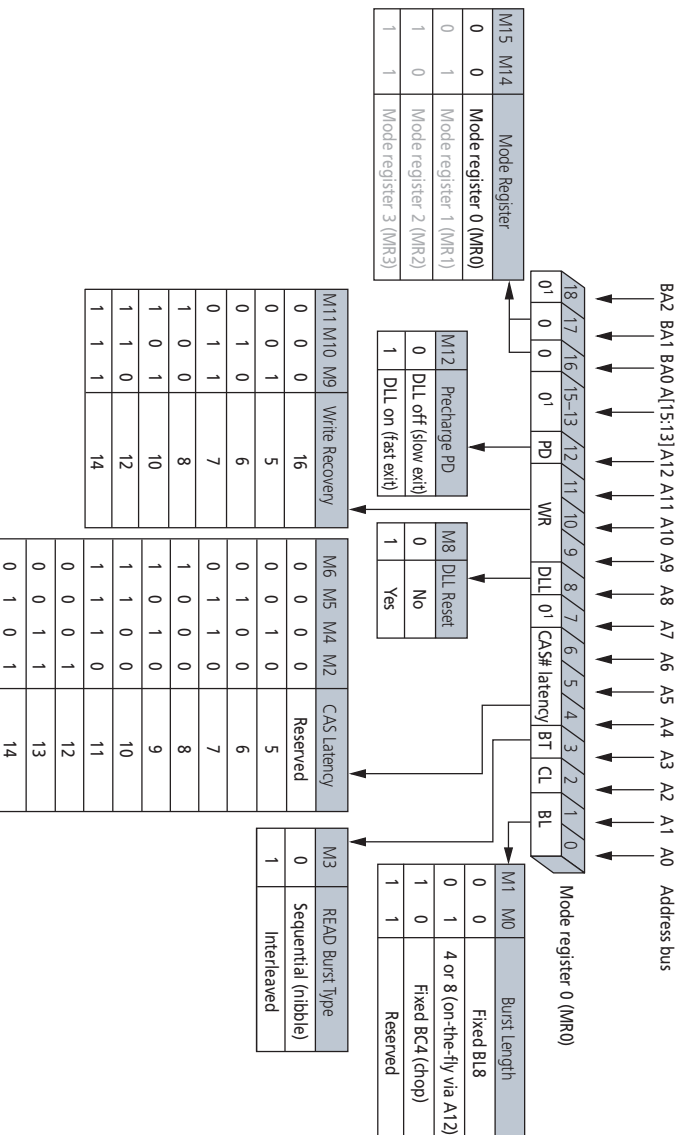 BA2 BA1 BA0 A[15:13] A12 A11 A10 A9 A8 A7 A6 A5 A4 A3 A2 A1 A0 Address bus
18 17 16 15–13 12 11 10 9 8 7 6 5 4 3 2 1 0
Mode register 0 (MR0)
0¹ 0 0 0¹ PD WR DLL 0¹ CAS# latency BT CL BL
M15 M14 Mode Register
0 0 Mode register 0 (MR0)
0 1 Mode register 1 (MR1)
1 0 Mode register 2 (MR2)
1 1 Mode register 3 (MR3)
M12 Precharge PD
0 DLL off (slow exit)
1 DLL on (fast exit)
M8 DLL Reset
0 No
1 Yes
M1 M0 Burst Length
0 0 Fixed BL8
0 1 4 or 8 (on-the-fly via A12)
1 0 Fixed BC4 (chop)
1 1 Reserved
M11 M10 M9 Write Recovery
0 0 0 16
0 0 1 5
0 1 0 6
0 1 1 7
1 0 0 8
1 0 1 10
1 1 0 12
1 1 1 14
M6 M5 M4 M2 CAS Latency
0 0 0 0 Reserved
0 0 1 0 5
0 1 0 0 6
0 1 1 0 7
1 0 0 0 8
1 0 1 0 9
1 1 0 0 10
1 1 1 0 11
0 0 0 1 12
0 0 1 1 13
0 1 0 1 14
M3 READ Burst Type
0 Sequential (nibble)
1 Interleaved